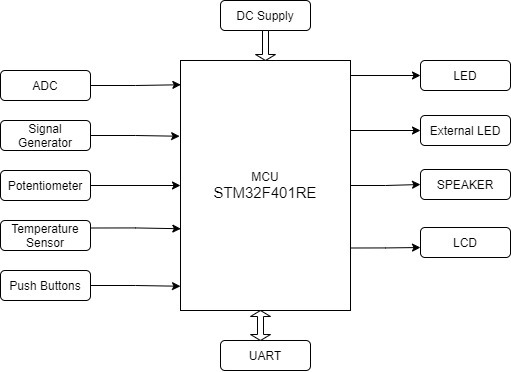 DC Supply
ADC
Signal
Generator
Potentiometer
Temperature
Sensor
Push Buttons
MCU
STM32F401RE
LED
External LED
SPEAKER
LCD
UART